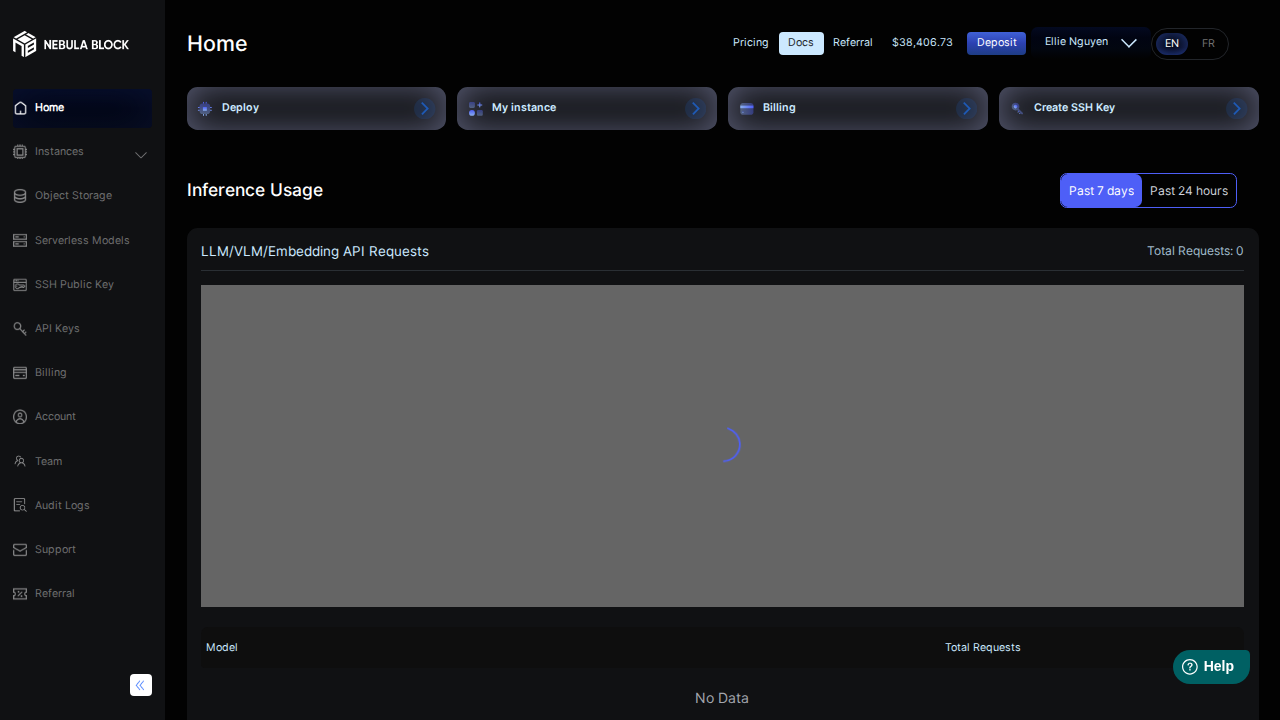 NEBULA BLOCK
Home
Pricing
Docs
Referral
$38,406.73
Deposit
Ellie Nguyen
EN
FR
Home
Instances
Object Storage
Serverless Models
SSH Public Key
API Keys
Billing
Account
Team
Audit Logs
Support
Referral
Deploy
My instance
Billing
Create SSH Key
Inference Usage
Past 7 days
Past 24 hours
LLM/VLM/Embedding API Requests
Total Requests: 0
Model
Total Requests
No Data
Help